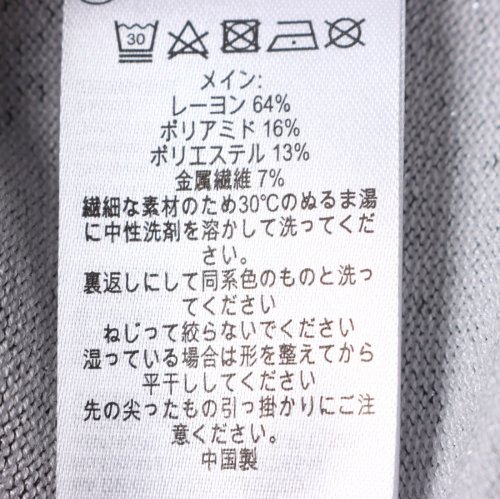 30
メイン:
レーヨン 64%
ポリアミド 16%
ポリエステル 13%
金属繊維 7%
繊細な素材のため30℃のぬるま湯
に中性洗剤を溶かして洗ってくだ
さい。
裏返しにして同系色のものと洗っ
てください
ねじって絞らないでください
湿っている場合は形を整えてから
平干ししてください
先の尖ったもの引っ掛かりにご注
意ください。
中国製